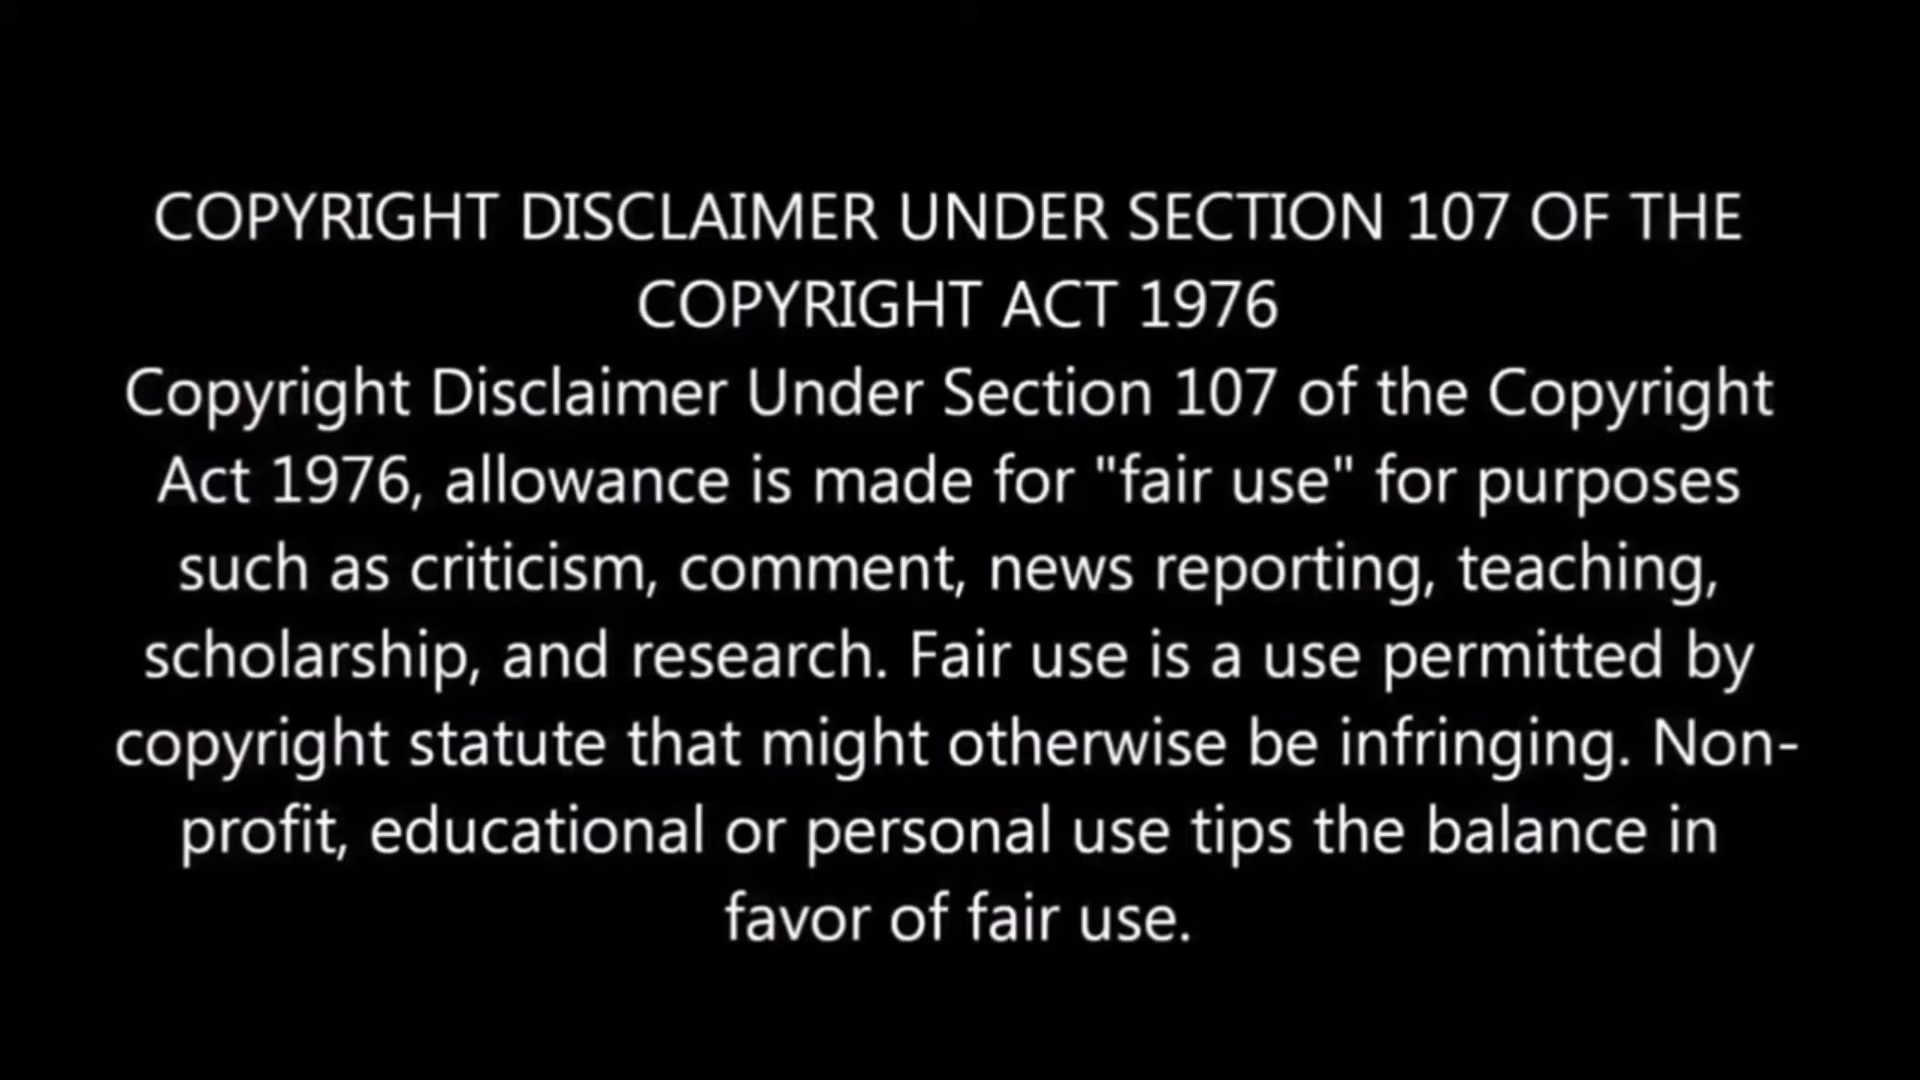 COPYRIGHT DISCLAIMER UNDER SECTION 107 OF THE
COPYRIGHT ACT 1976
Copyright Disclaimer Under Section 107 of the Copyright
Act 1976, allowance is made for "fair use" for purposes
such as criticism, comment, news reporting, teaching,
scholarship, and research. Fair use is a use permitted by
copyright statute that might otherwise be infringing. Non-
profit, educational or personal use tips the balance in
favor of fair use.